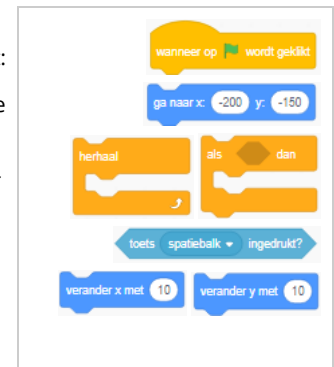 wanneer op wordt geklikt
:
ga naar x: -200 y: -150
e
herhaal
als dan
toets spatiebalk ingedrukt?
verander x met 10
verander y met 10